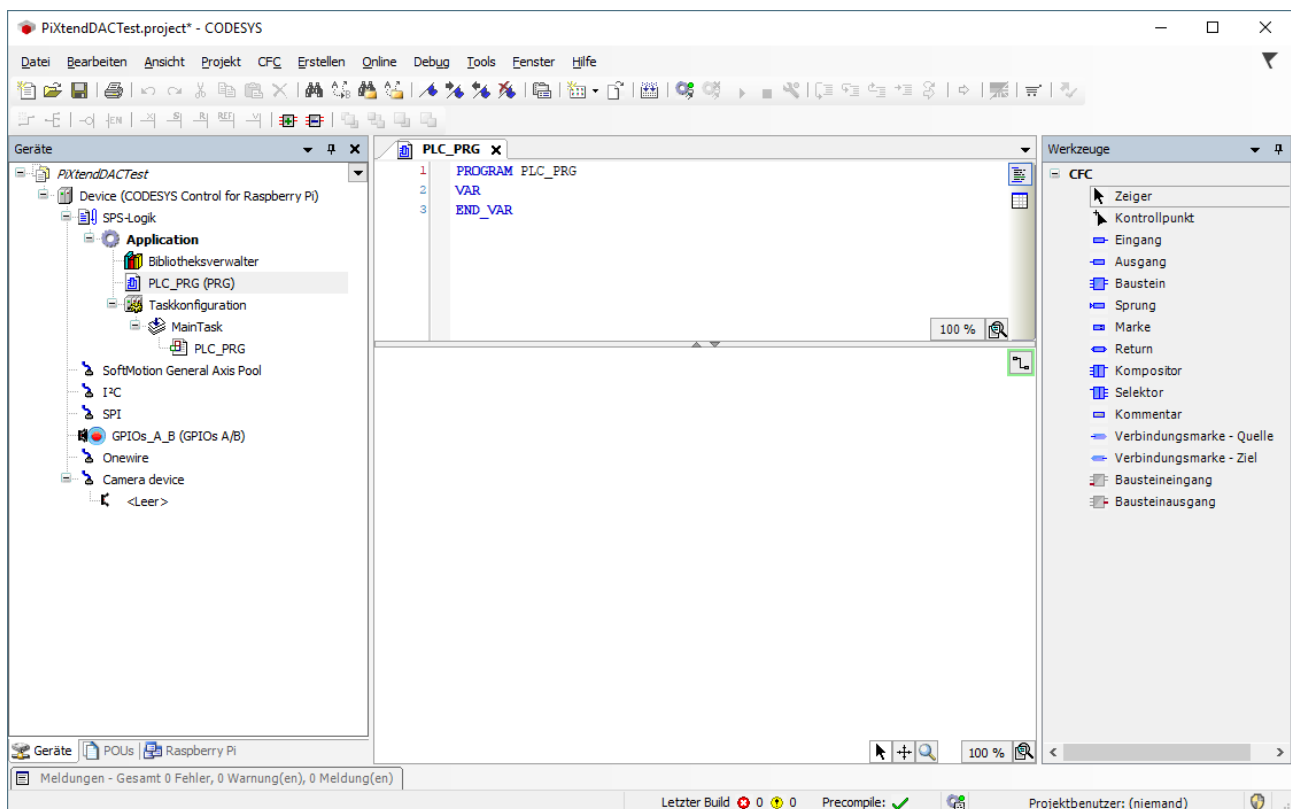 PiXtendDACTest.project* - CODESYS
Datei Bearbeiten Ansicht Projekt CFC Erstellen Online Debug Tools Fenster Hilfe
Geräte
PiXtendDACTest
Device (CODESYS Control for Raspberry Pi)
SPS-Logik
Application
Bibliotheksverwalter
PLC_PRG (PRG)
Taskkonfiguration
MainTask
PLC_PRG
SoftMotion General Axis Pool
I²C
SPI
GPIOs_A_B (GPIOs A/B)
Onewire
Camera device
<Leer>
Geräte POUs Raspberry Pi
PLC_PRG
1 PROGRAM PLC_PRG
2 VAR
3 END_VAR
100 %
100 %
Werkzeuge
CFC
Zeiger
Kontrollpunkt
Eingang
Ausgang
Baustein
Sprung
Marke
Return
Kompositor
Selektor
Kommentar
Verbindungsmarke - Quelle
Verbindungsmarke - Ziel
Bausteineingang
Bausteinausgang
Meldungen - Gesamt 0 Fehler, 0 Warnung(en), 0 Meldung(en)
Letzter Build 0 0 Precompile: Projektbenutzer: (niemand)